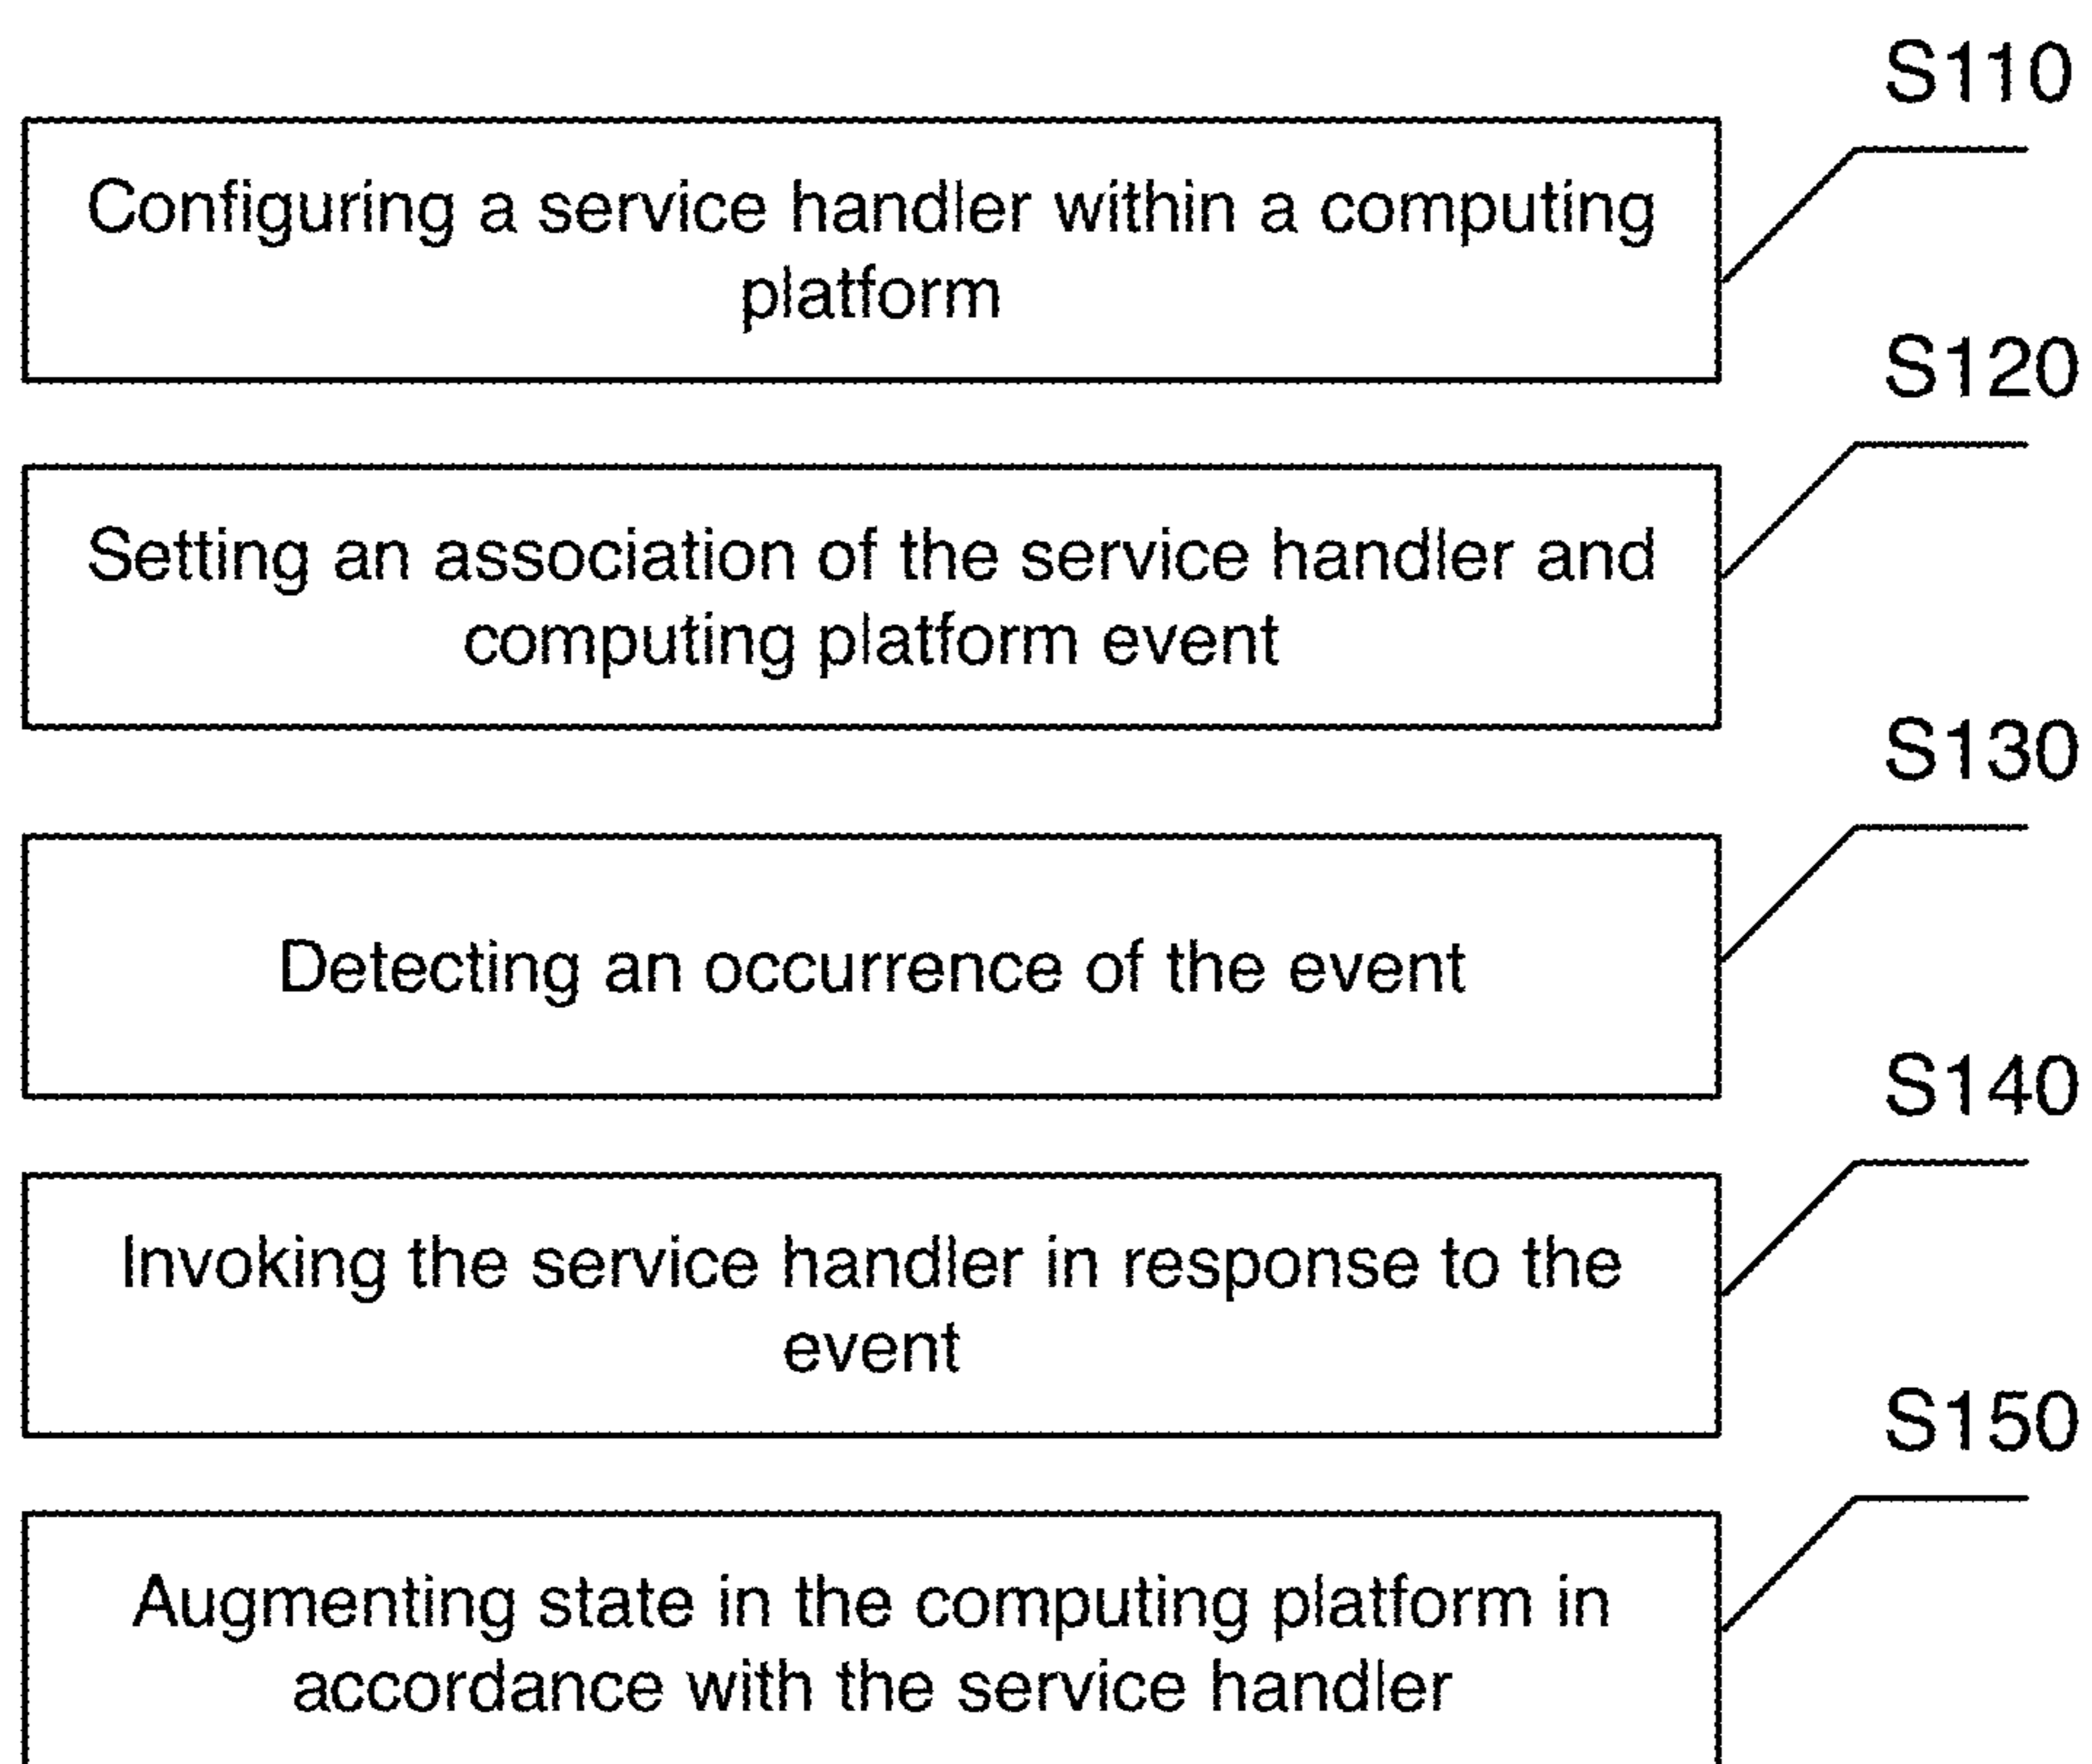 S110
Configuring a service handler within a computing
platform
S120
Setting an association of the service handler and
computing platform event
S130
Detecting an occurrence of the event
S140
Invoking the service handler in response to the
event
S150
Augmenting state in the computing platform in
accordance with the service handler